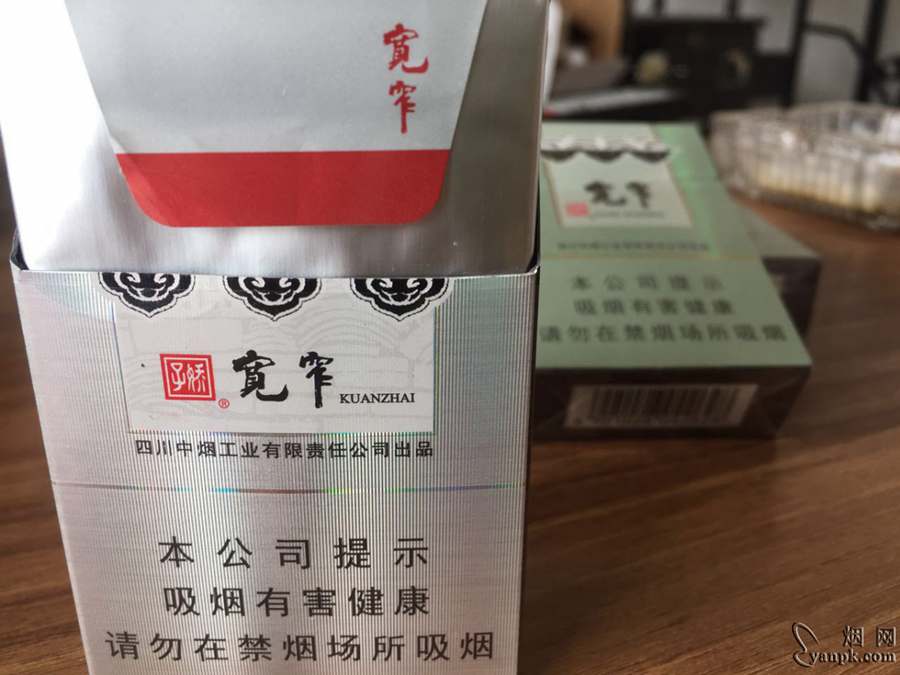 宽窄
娇子® 宽窄 KUANZHAI
四川中烟工业有限责任公司出品
本公司提示
吸烟有害健康
请勿在禁烟场所吸烟
宽窄
本公司提示
吸烟有害健康
请勿在禁烟场所吸烟
烟网
yanpk.com